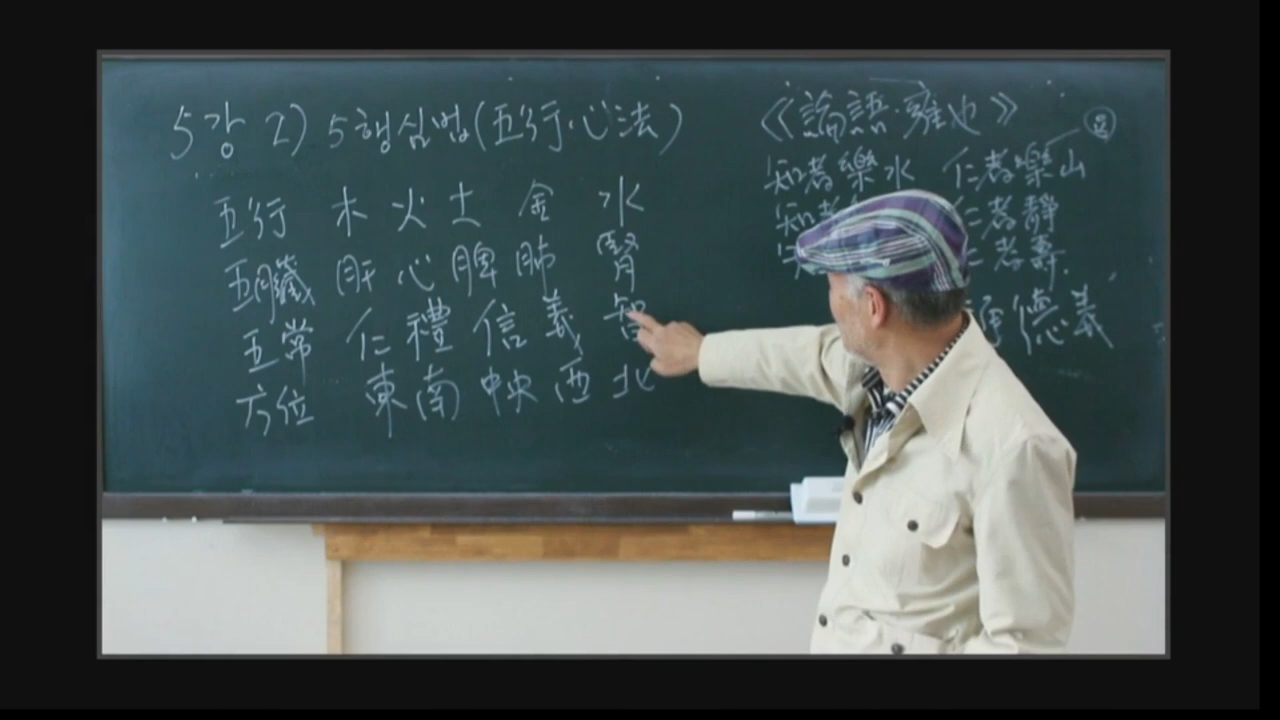 5강 2) 5행심법(五行·心法)
五行 木 火 土 金 水
五臟 肝 心 脾 肺 腎
五常 仁 禮 信 義 智
方位 東 南 中央 西 北
《論語·雍也》
知者樂水 仁者樂山
知者 仁者靜
仁者壽.
德義